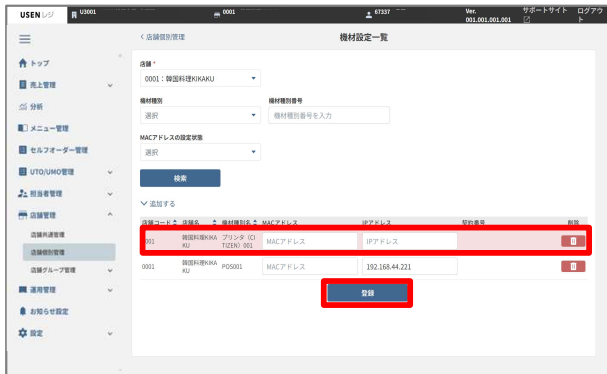 USEN レジ U3001 0001 67337 Ver. 001.001.001.001 サポートサイト ログアウト
< 店舗個別管理 機材設定一覧
トップ
売上管理
分析
メニュー管理
セルフオーダー管理
UTO/UMO管理
担当者管理
店舗管理
店舗共通管理
店舗個別管理
店舗グループ管理
運用管理
お知らせ設定
設定
店舗 *
0001：韓国料理KIKAKU
機材種別 機材種別番号
選択 機材種別番号を入力
MACアドレスの設定状態
選択
検索
追加する
店舗コード 店舗名 機材種別名 MACアドレス IPアドレス 契約番号 削除
001 韓国料理KIKAKU プリンタ（CITIZEN）001 MACアドレス IPアドレス
0001 韓国料理KIKAKU POS001 MACアドレス 192.168.44.221
登録